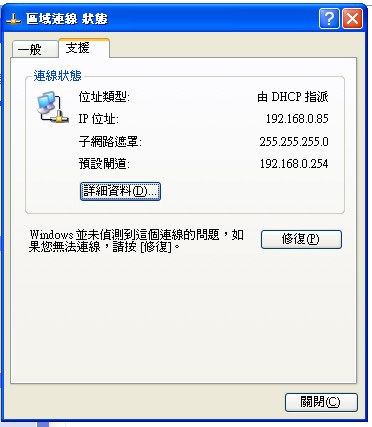 區域連線 狀態
一般 支援
連線狀態
位址類型: 由 DHCP 指派
IP 位址: 192.168.0.85
子網路遮罩: 255.255.255.0
預設閘道: 192.168.0.254
詳細資料(D)...
Windows 並未偵測到這個連線的問題，如
果您無法連線，請按 [修復]。
修復(P)
關閉(C)